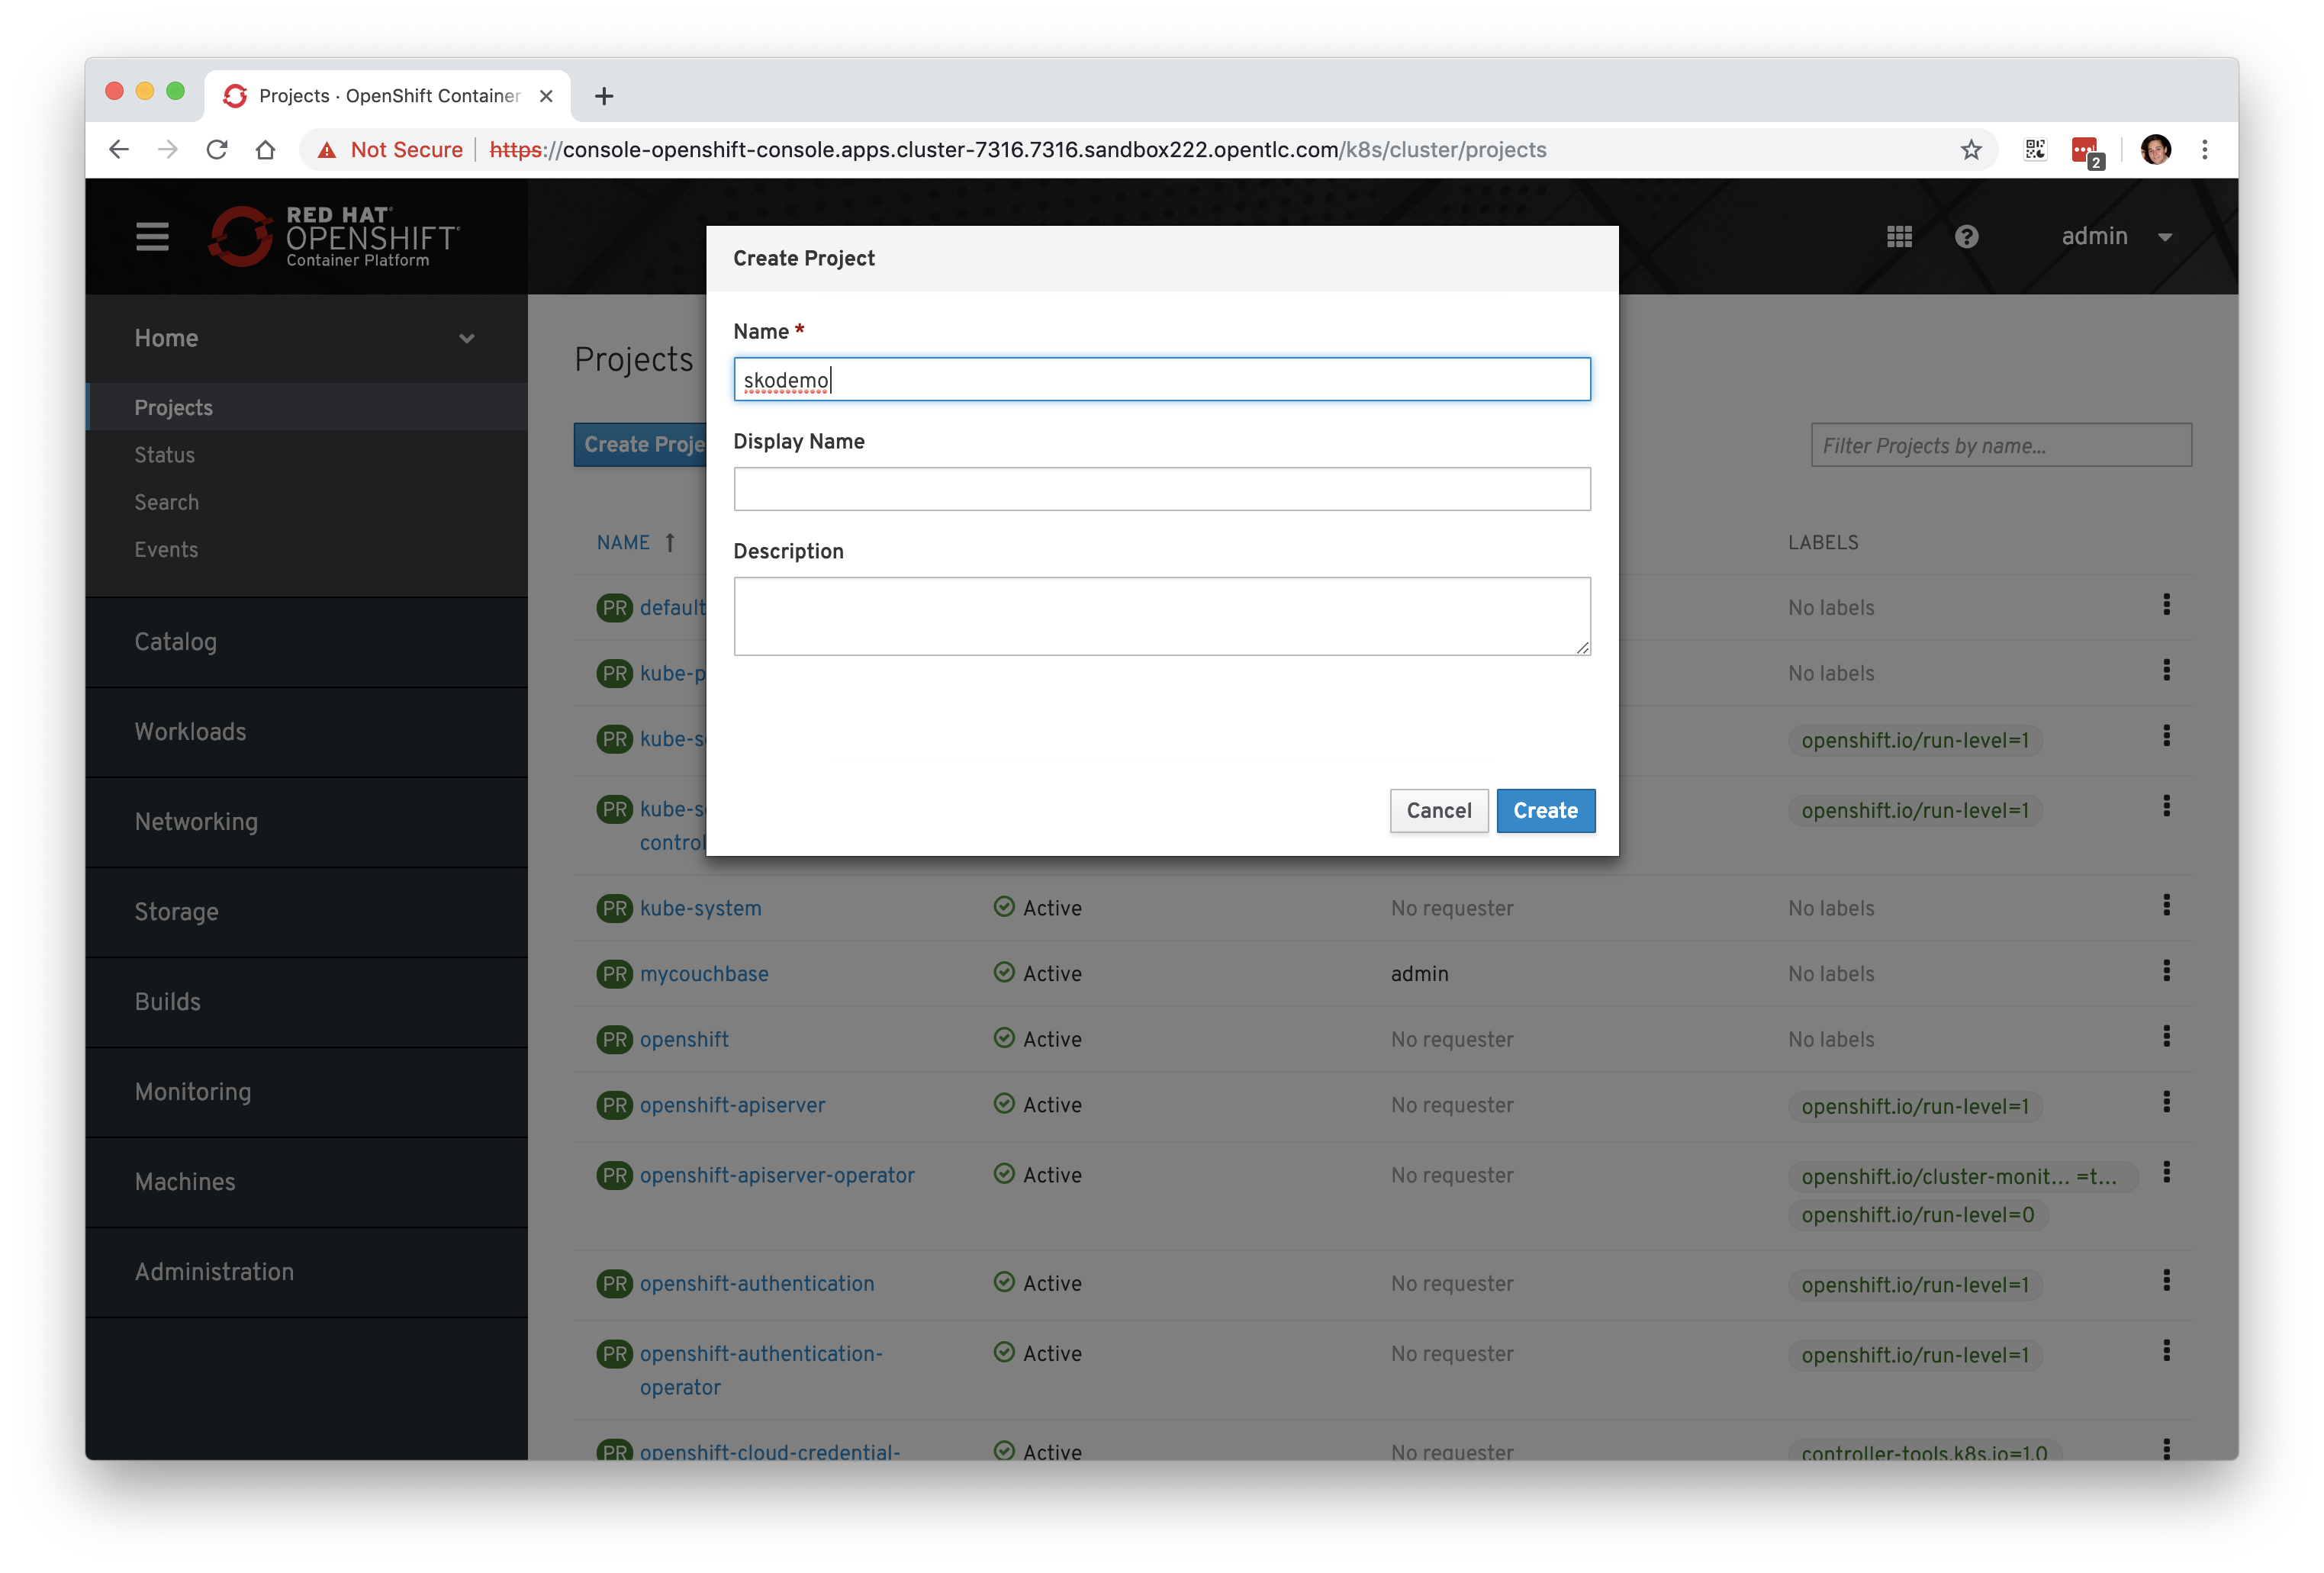 Projects · OpenShift Container
Not Secure
https://console-openshift-console.apps.cluster-7316.7316.sandbox222.opentlc.com/k8s/cluster/projects
2
RED HAT
OPENSHIFT
Container Platform
admin
Home
Projects
Status
Search
Events
Catalog
Workloads
Networking
Storage
Builds
Monitoring
Machines
Administration
Projects
Create Proje
Filter Projects by name...
NAME
LABELS
PR default No labels
PR kube-p No labels
PR kube-s openshift.io/run-level=1
PR kube-s openshift.io/run-level=1
control
PR kube-system Active No requester No labels
PR mycouchbase Active admin No labels
PR openshift Active No requester No labels
PR openshift-apiserver Active No requester openshift.io/run-level=1
PR openshift-apiserver-operator Active No requester openshift.io/cluster-monit... =t...
openshift.io/run-level=0
PR openshift-authentication Active No requester openshift.io/run-level=1
PR openshift-authentication- Active No requester openshift.io/run-level=1
operator
PR openshift-cloud-credential- Active No requester controller-tools.k8s.io=1.0
Create Project
Name *
skodemo
Display Name
Description
Cancel
Create